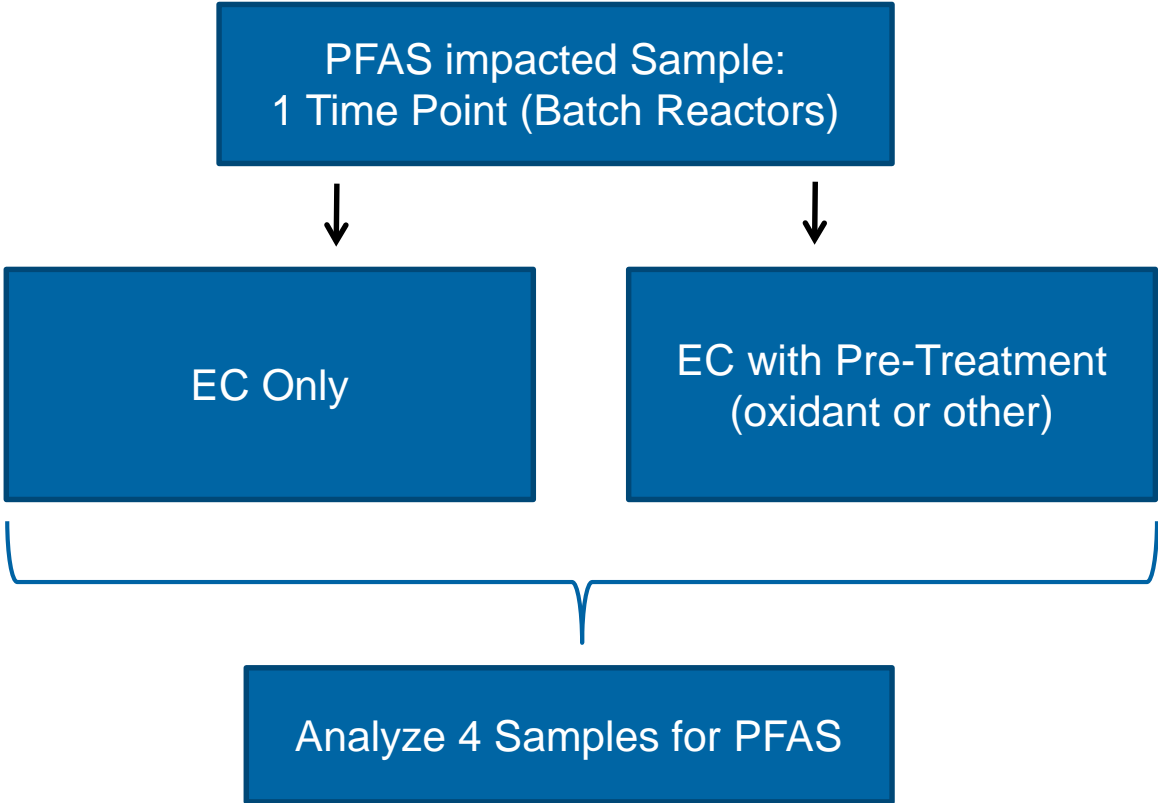 PFAS impacted Sample:
1 Time Point (Batch Reactors)
EC Only
EC with Pre-Treatment
(oxidant or other)
Analyze 4 Samples for PFAS